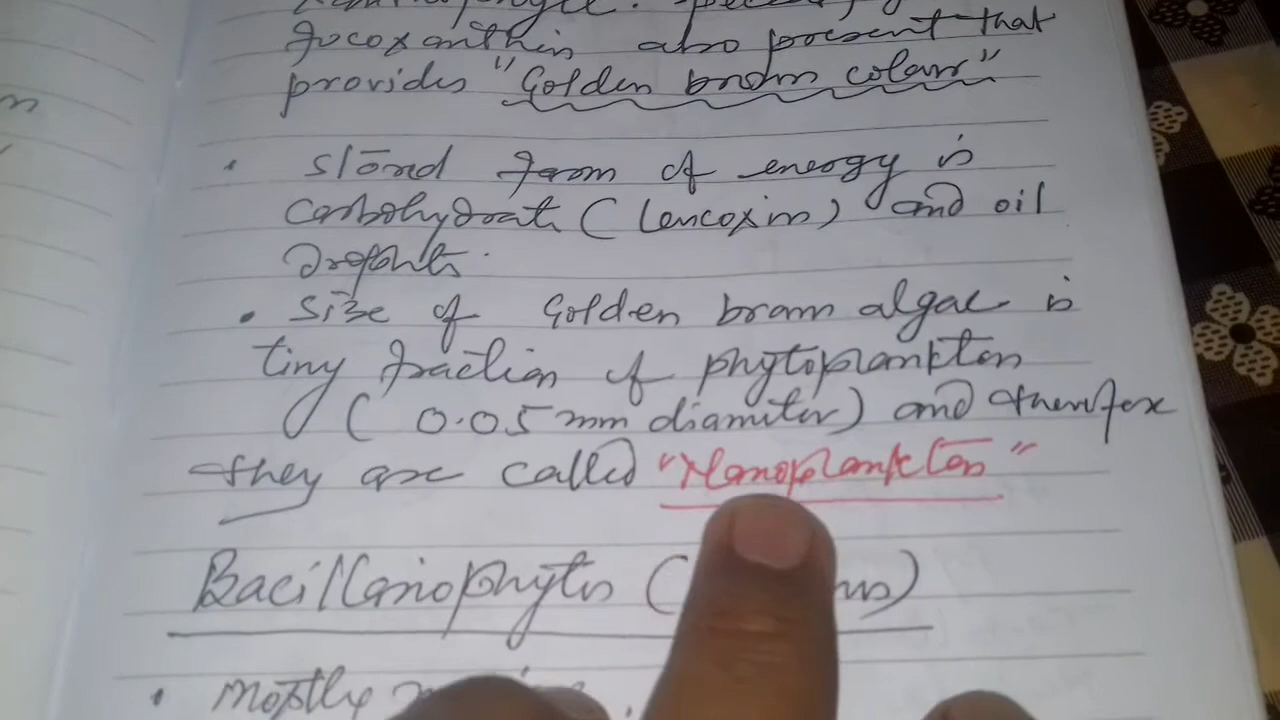 fucoxanthin also present that
provides "Golden brown colour"
• Stored form of energy is
Carbohydrate (Leucoxin) and oil
droplets.
• Size of Golden brown algae is
tiny fraction of phytoplankton
( 0.05 mm diameter) and therefore
they are called "Nanoplankton"
Bacillariophytes (
• Mostly